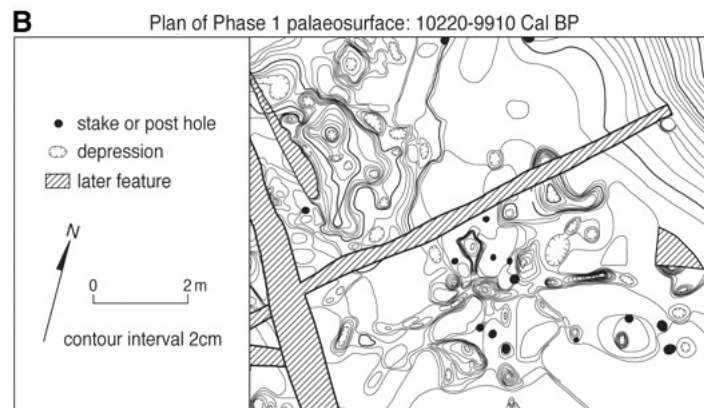 B
Plan of Phase 1 palaeosurface: 10220-9910 Cal BP
stake or post hole
depression
later feature
N
0 2 m
contour interval 2cm